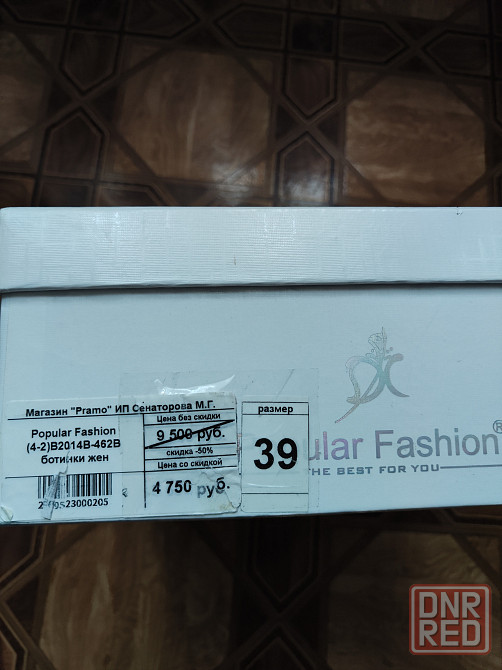 Магазин "Pramo" ИП Сенаторова М.Г.
Popular Fashion
(4-2)B2014B-462B
ботинки жен
Цена без скидки
9 500 руб.
скидка -50%
Цена со скидкой
4 750 руб.
размер
39
ular Fashion®
THE BEST FOR YOU
DNR
RED